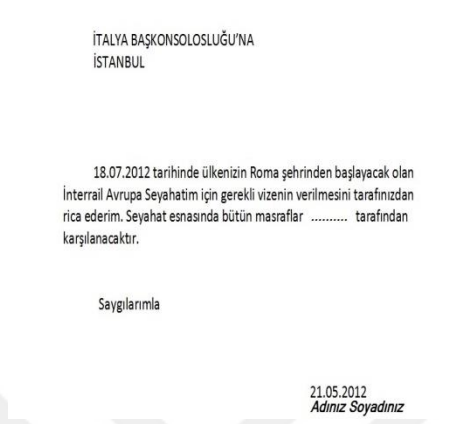 İTALYA BAŞKONSOLOSLUĞU’NA
İSTANBUL
18.07.2012 tarihinde ülkenizin Roma şehrinden başlayacak olan
İnterrail Avrupa Seyahatim için gerekli vizenin verilmesini tarafınızdan
rica ederim. Seyahat esnasında bütün masraflar .......... tarafından
karşılanacaktır.
Saygılarımla
21.05.2012
Adınız Soyadınız